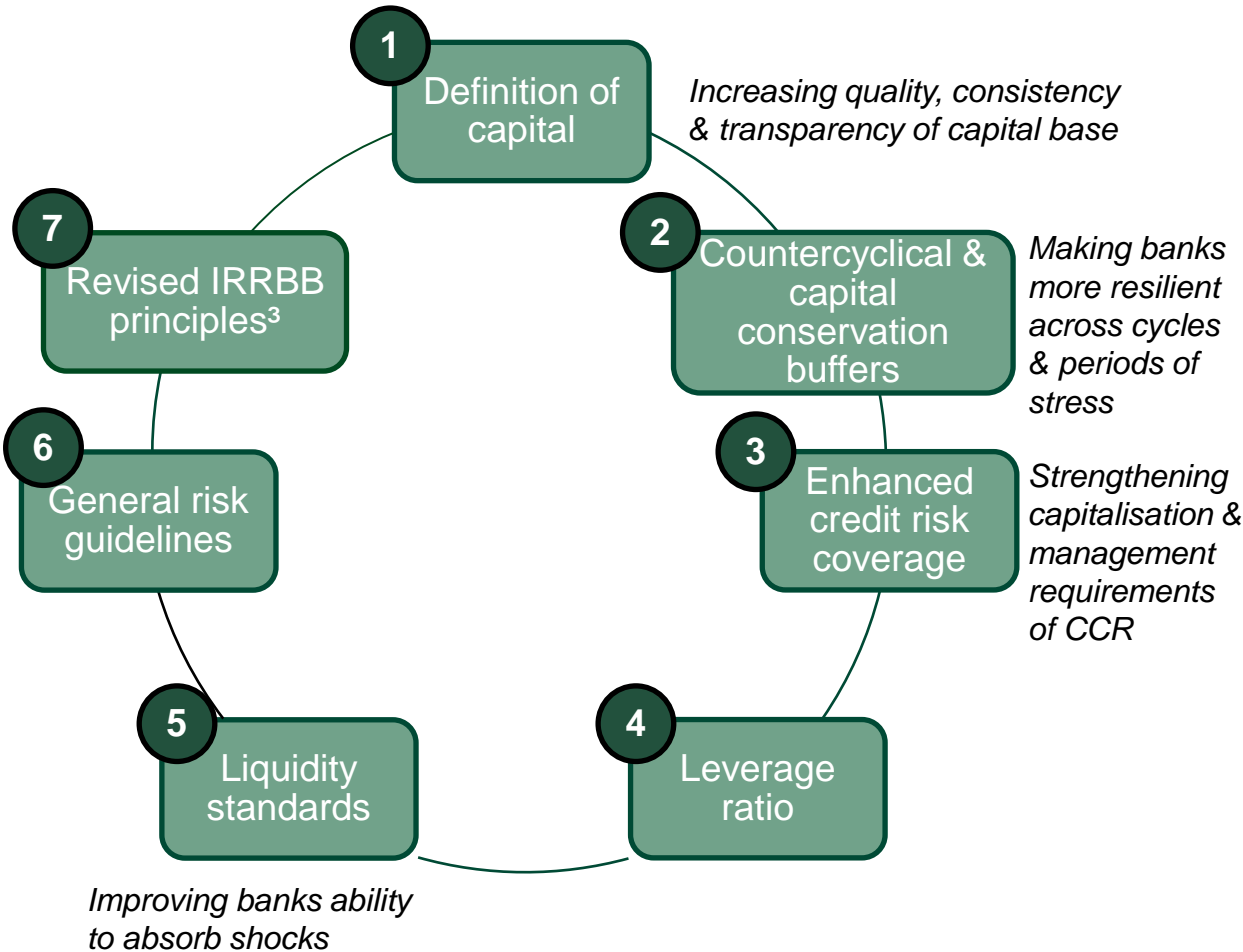 1
Definition of
capital
Increasing quality, consistency
& transparency of capital base
2
Countercyclical &
capital
conservation
buffers
Making banks
more resilient
across cycles
& periods of
stress
3
Enhanced
credit risk
coverage
Strengthening
capitalisation &
management
requirements
of CCR
4
Leverage
ratio
5
Liquidity
standards
Improving banks ability
to absorb shocks
6
General risk
guidelines
7
Revised IRRBB
principles³